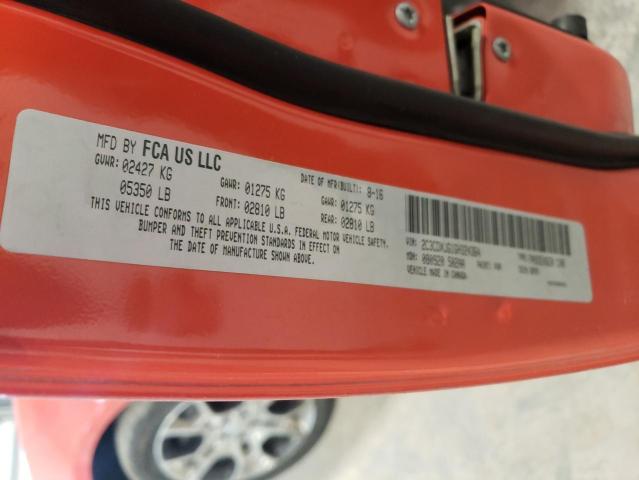 MFD BY FCA US LLC
DATE OF MFR(BUILT): 8-16
GVWR: 02427 KG GAWR: 01275 KG GAWR: 01275 KG
05350 LB FRONT: 02810 LB REAR: 02810 LB
THIS VEHICLE CONFORMS TO ALL APPLICABLE U.S.A. FEDERAL MOTOR VEHICLE SAFETY,
BUMPER AND THEFT PREVENTION STANDARDS IN EFFECT ON THE
DATE OF MANUFACTURE SHOWN ABOVE.
VIN:
MDH:
VEHICLE MADE IN CANADA